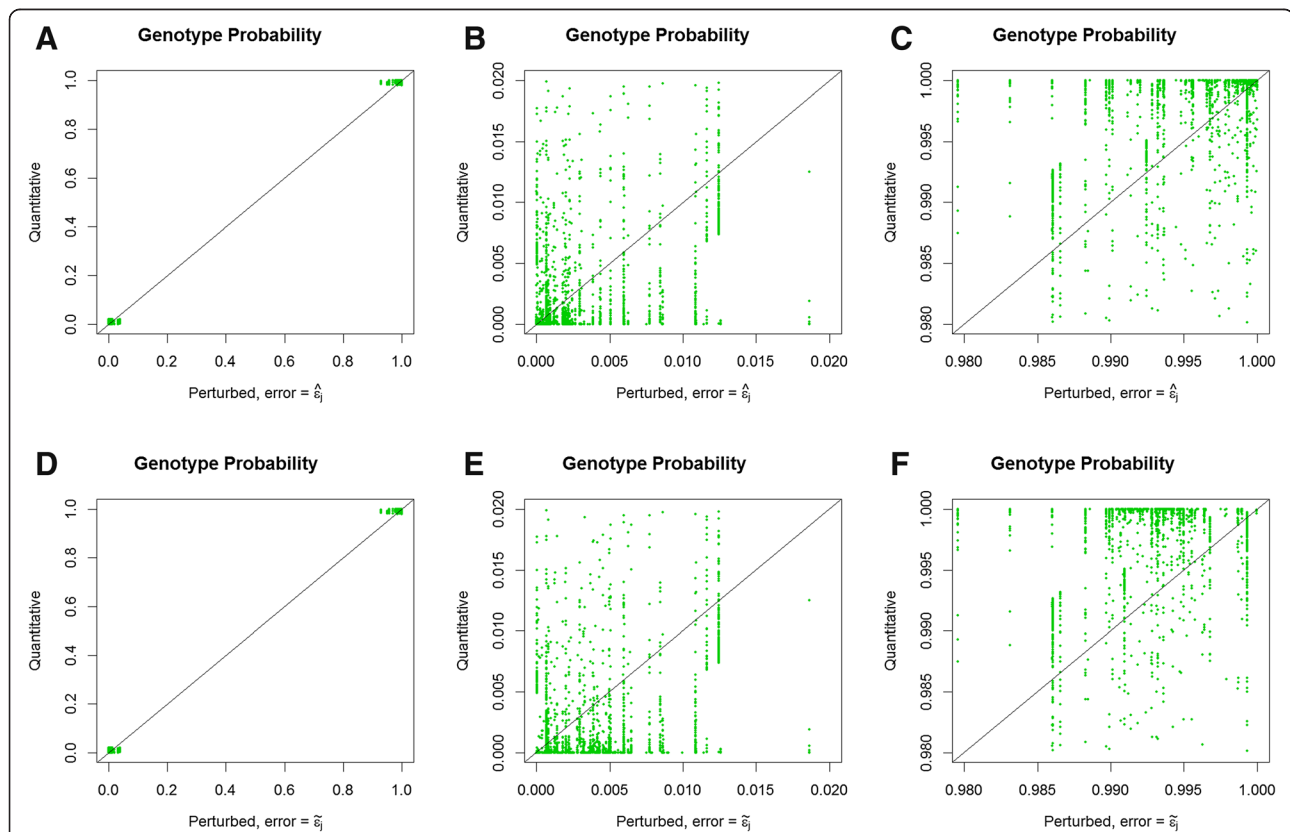 A
Genotype Probability
Quantitative
0.0 0.2 0.4 0.6 0.8 1.0
0.0 0.2 0.4 0.6 0.8 1.0
Perturbed, error = ε̂j
B
Genotype Probability
Quantitative
0.000 0.005 0.010 0.015 0.020
0.000 0.005 0.010 0.015 0.020
Perturbed, error = ε̂j
C
Genotype Probability
Quantitative
0.980 0.985 0.990 0.995 1.000
0.980 0.985 0.990 0.995 1.000
Perturbed, error = ε̂j
D
Genotype Probability
Quantitative
0.0 0.2 0.4 0.6 0.8 1.0
0.0 0.2 0.4 0.6 0.8 1.0
Perturbed, error = ε̃j
E
Genotype Probability
Quantitative
0.000 0.005 0.010 0.015 0.020
0.000 0.005 0.010 0.015 0.020
Perturbed, error = ε̃j
F
Genotype Probability
Quantitative
0.980 0.985 0.990 0.995 1.000
0.980 0.985 0.990 0.995 1.000
Perturbed, error = ε̃j